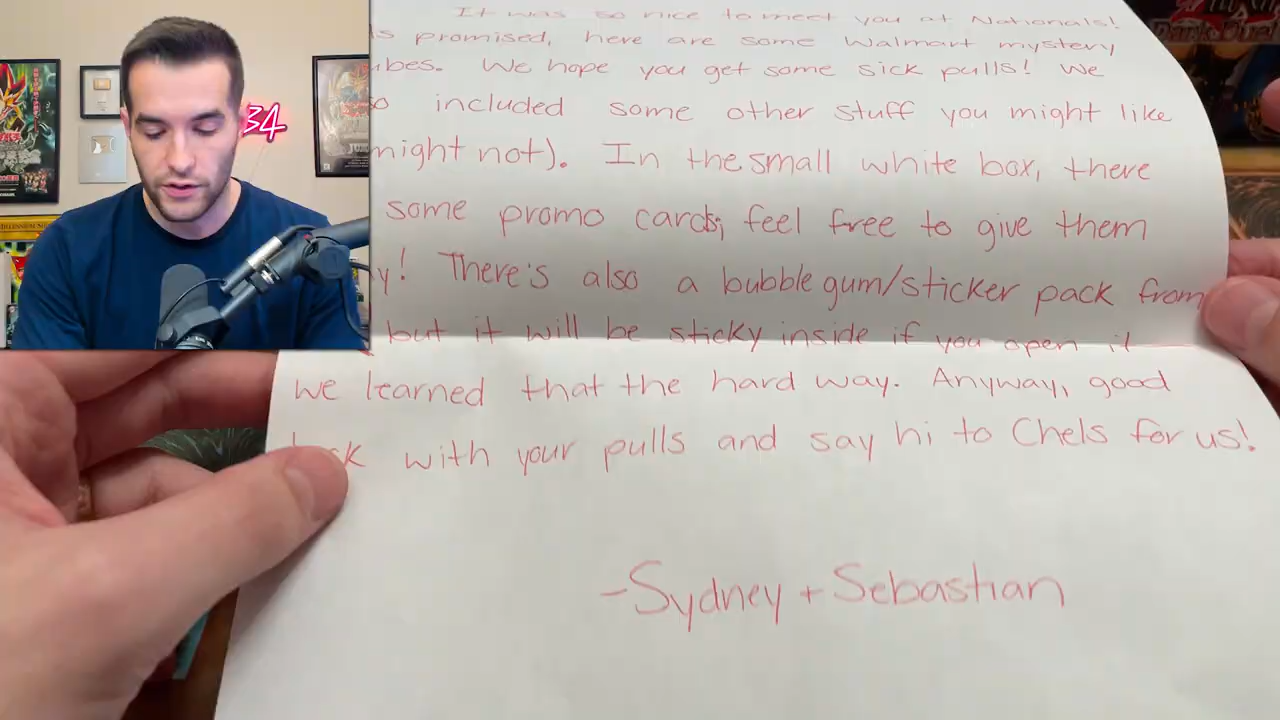 It was so nice to meet you at Nationals!
s promised, here are some Walmart mystery
ubes. We hope you get some sick pulls! We
so included some other stuff you might like
might not). In the small white box, there
some promo cards; feel free to give them
y! There's also a bubble gum/sticker pack from
but it will be sticky inside if you open it
we learned that the hard way. Anyway, good
luck with your pulls and say hi to Chels for us!
-Sydney + Sebastian
34